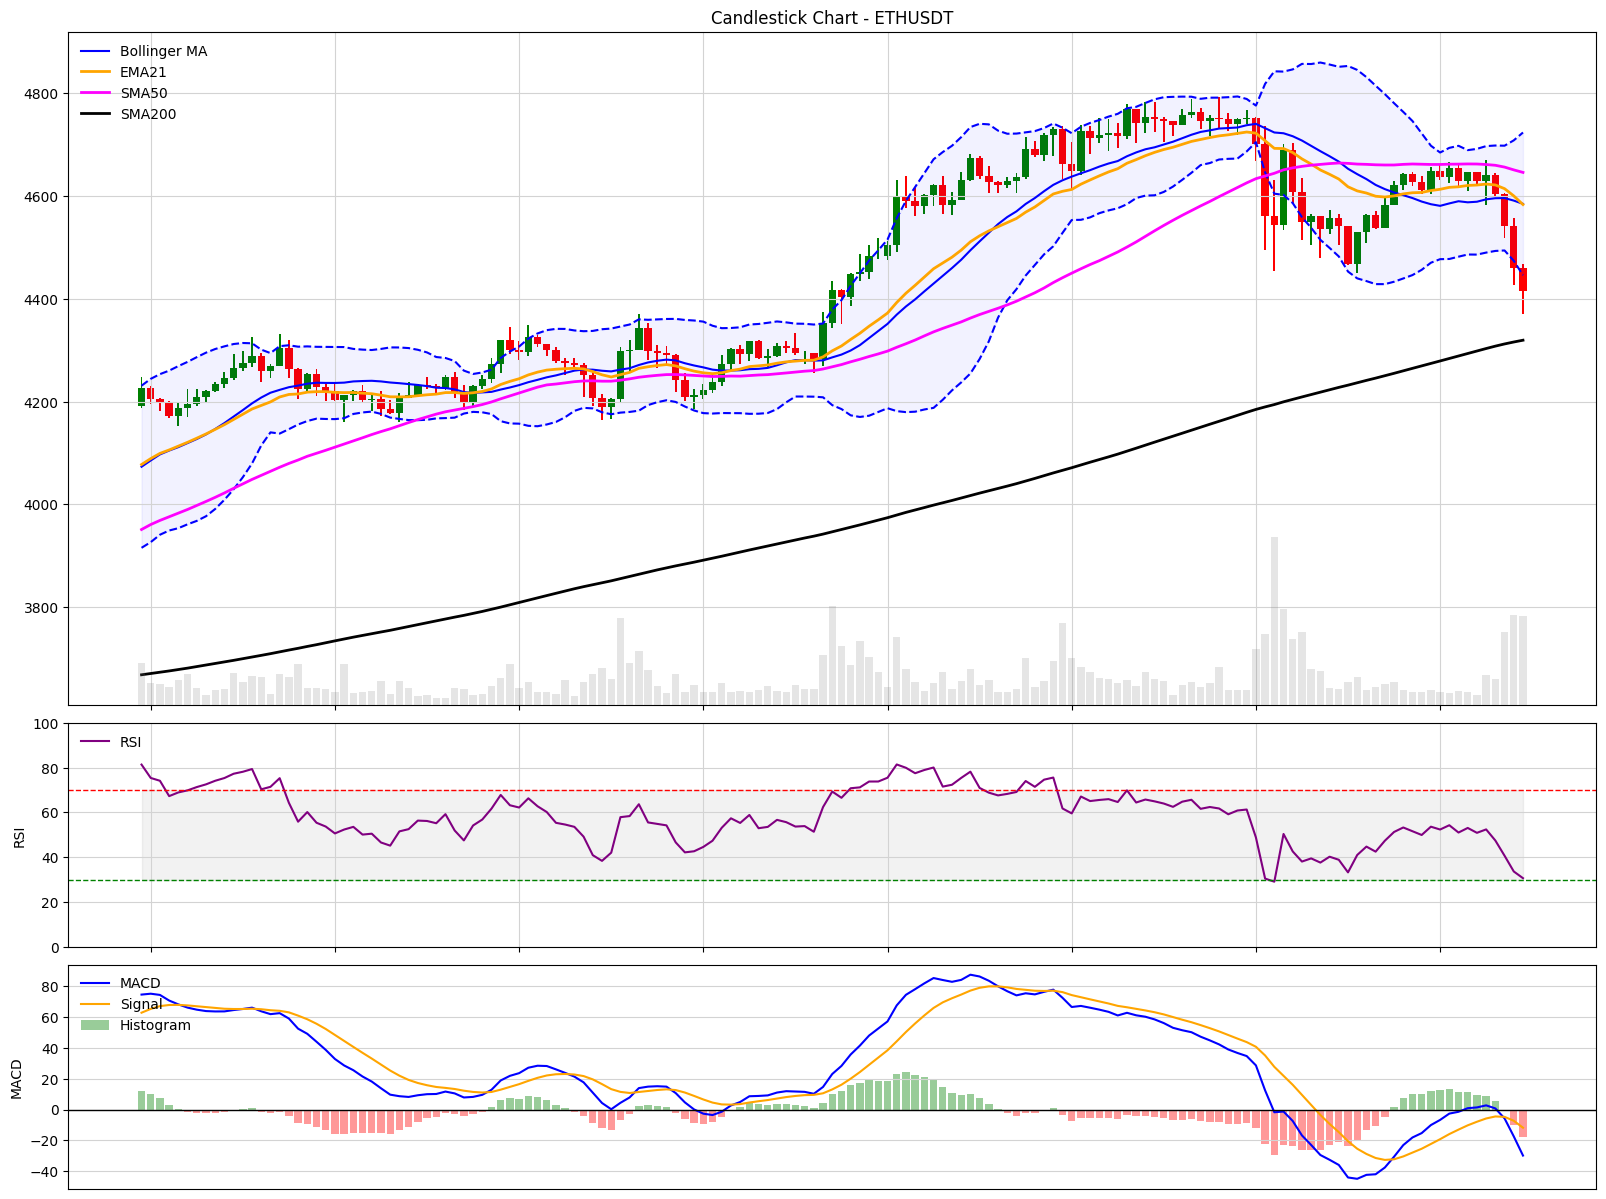 Candlestick Chart - ETHUSDT
Bollinger MA
EMA21
SMA50
SMA200
4800
4600
4400
4200
4000
3800
RSI
100
80
60
40
20
0
RSI
MACD
Signal
Histogram
80
60
40
20
0
−20
−40
MACD